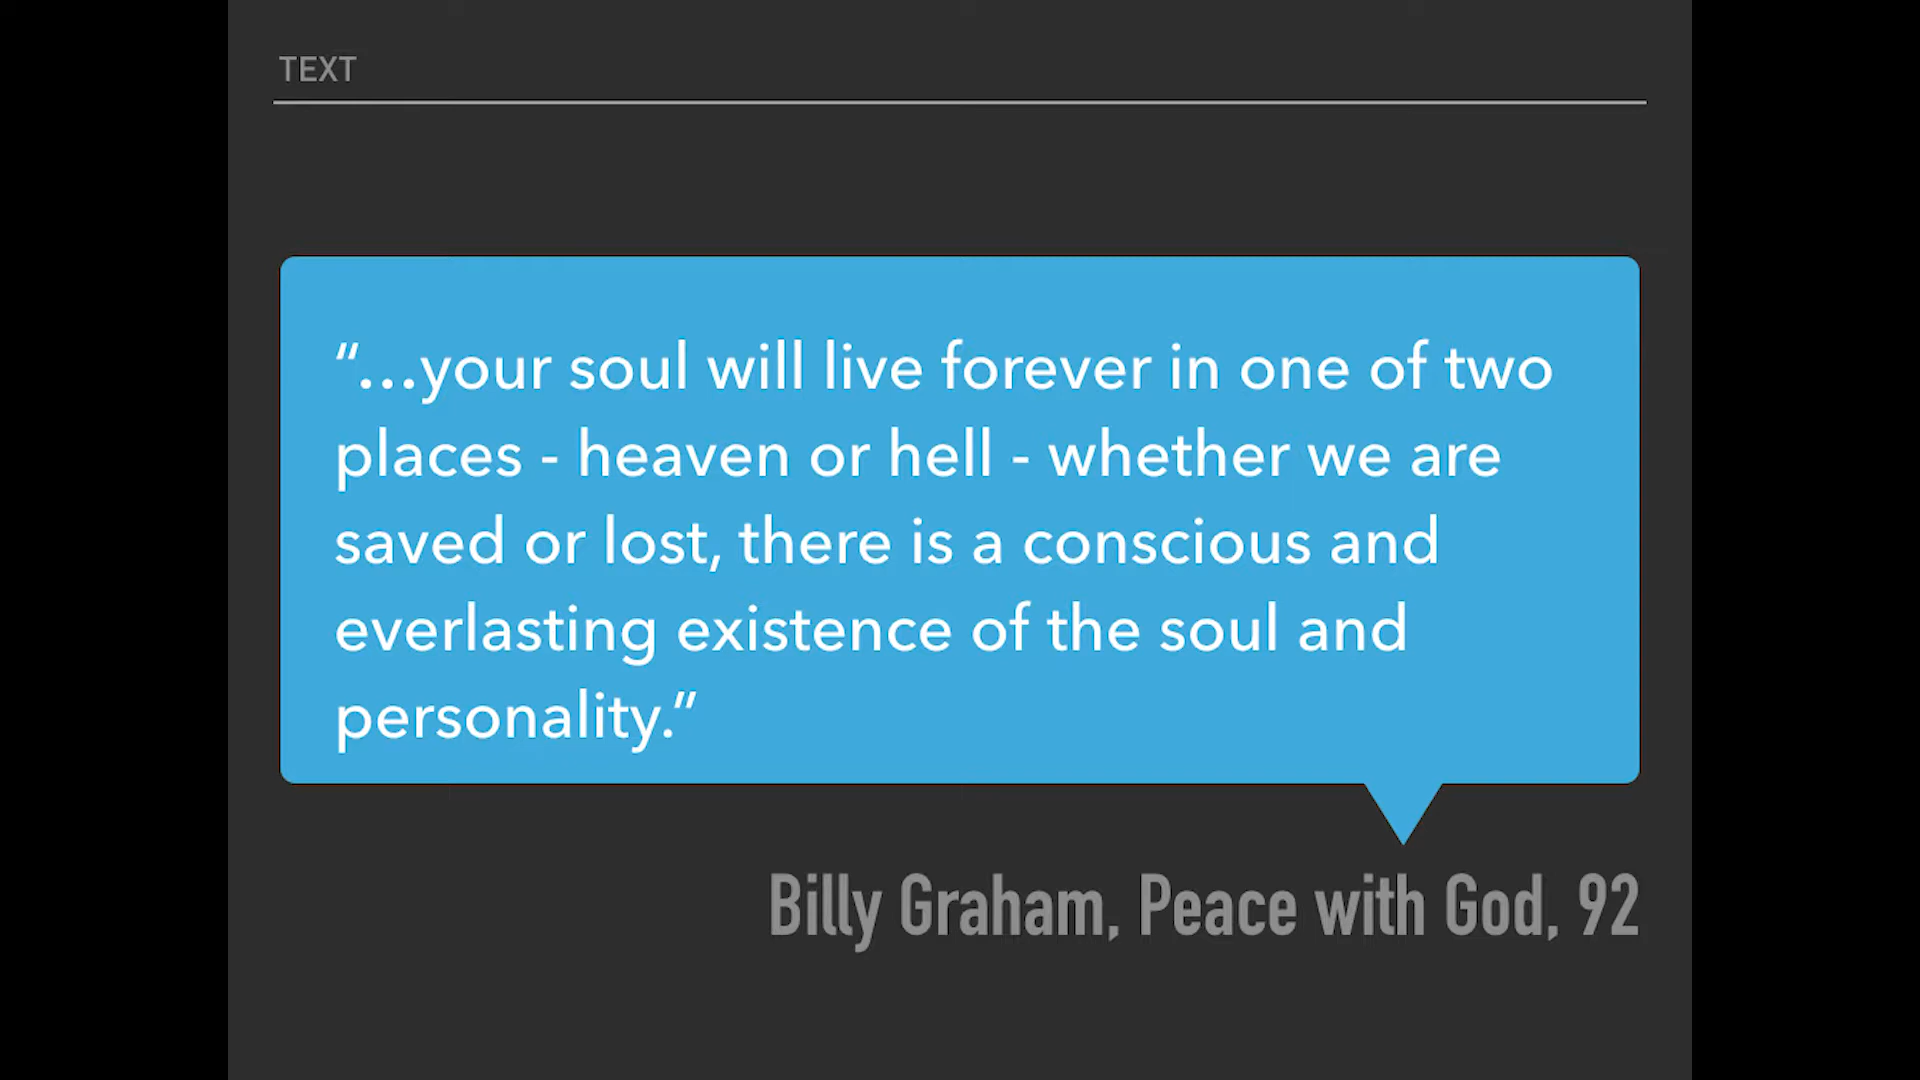 TEXT
“…your soul will live forever in one of two
places - heaven or hell - whether we are
saved or lost, there is a conscious and
everlasting existence of the soul and
personality.”
Billy Graham, Peace with God, 92